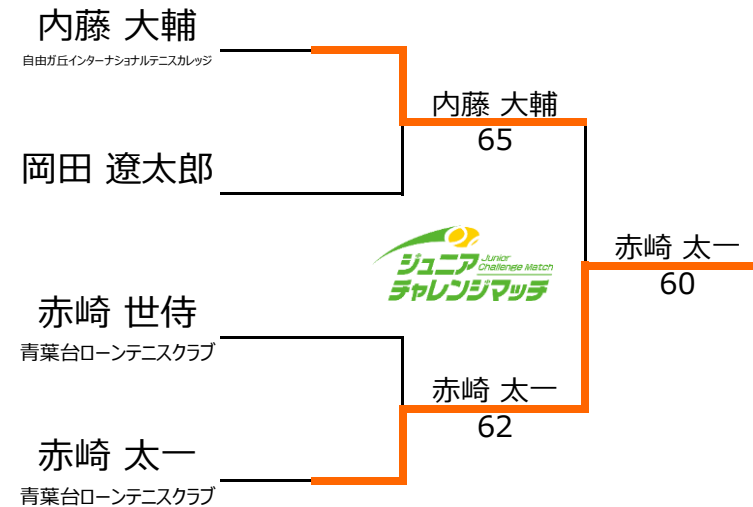 内藤 大輔
自由ガ丘インターナショナルテニスカレッジ
内藤 大輔
65
岡田 遼太郎
ジュニア Junior Challenge Match
チャレンジマッチ
赤崎 太一
60
赤崎 世侍
青葉台ローンテニスクラブ
赤崎 太一
62
赤崎 太一
青葉台ローンテニスクラブ